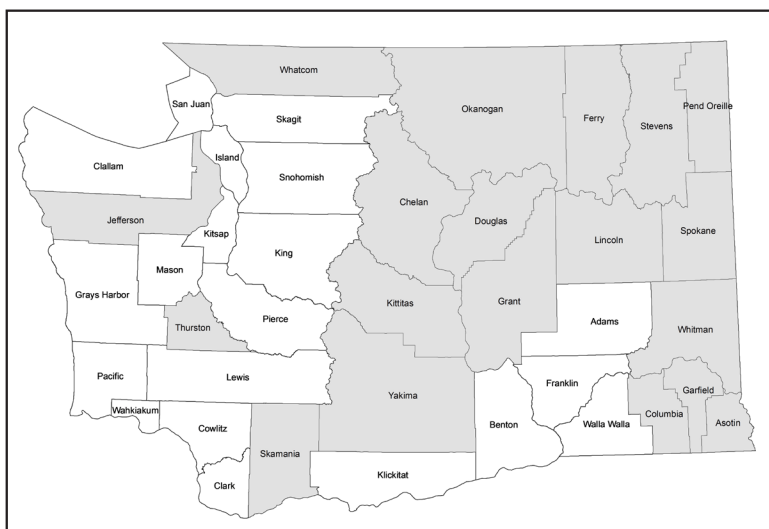 Whatcom
San Juan
Skagit
Okanogan
Ferry
Stevens
Pend Oreille
Clallam
Island
Snohomish
Chelan
Douglas
Jefferson
Kitsap
King
Lincoln
Spokane
Mason
Grays Harbor
Kittitas
Grant
Thurston
Pierce
Adams
Whitman
Pacific
Lewis
Yakima
Franklin
Garfield
Wahkiakum
Cowlitz
Benton
Walla Walla
Columbia
Asotin
Skamania
Klickitat
Clark